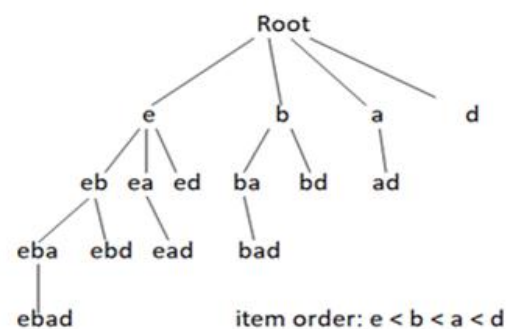 Root
e b a d
eb ea ed ba bd ad
eba ebd ead bad
ebad item order: e < b < a < d